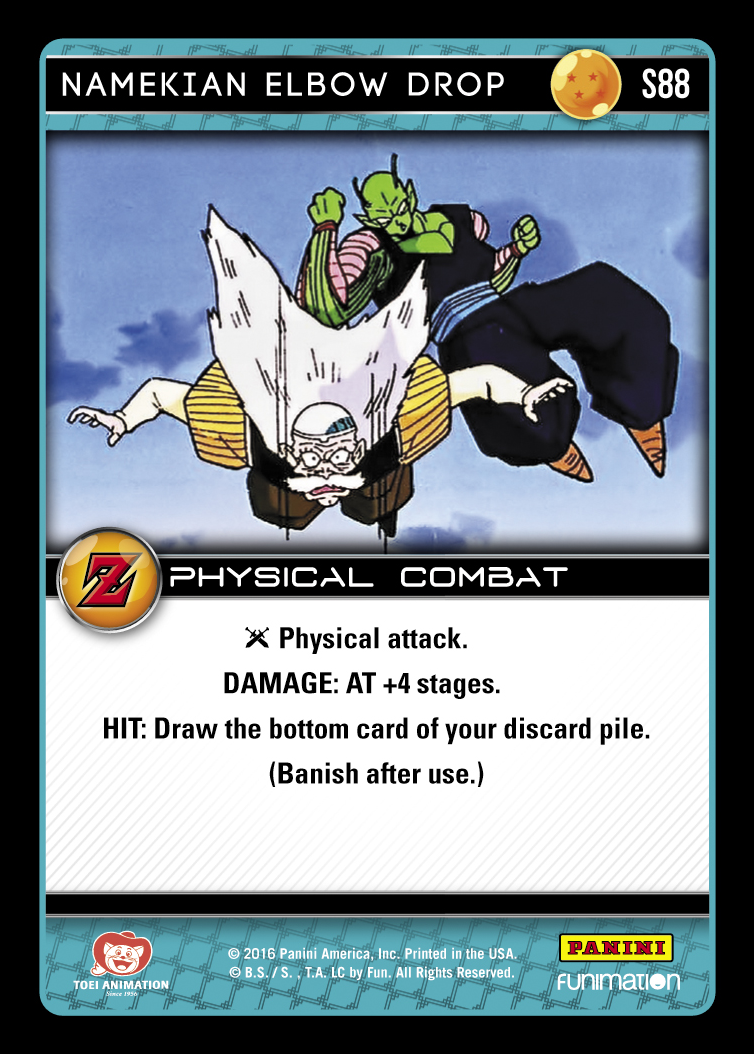 NAMEKIAN ELBOW DROP S88
Z PHYSICAL COMBAT
Physical attack.
DAMAGE: AT +4 stages.
HIT: Draw the bottom card of your discard pile.
(Banish after use.)
TOEI ANIMATION
Since 1956
© 2016 Panini America, Inc. Printed in the USA.
© B.S. / S. , T.A. LC by Fun. All Rights Reserved.
PANINI
FUNIMATION